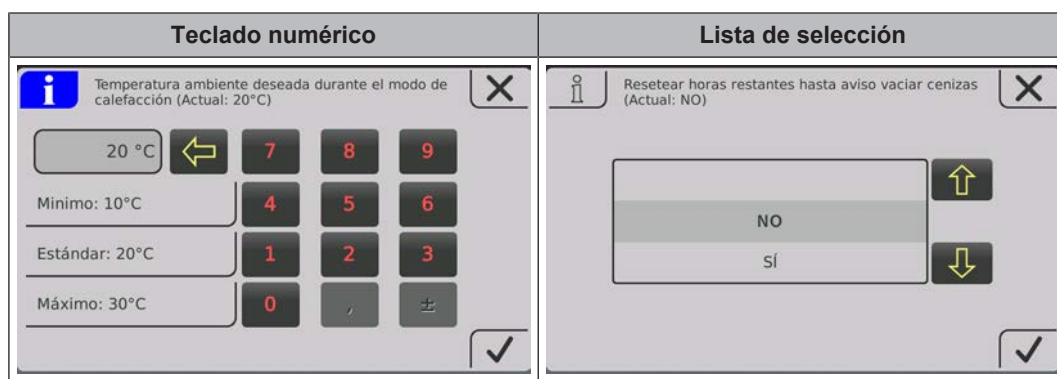 Teclado numérico
Lista de selección
i
Temperatura ambiente deseada durante el modo de
calefacción (Actual: 20°C)
20 °C
7 8 9
Minimo: 10°C
4 5 6
Estándar: 20°C
1 2 3
Máximo: 30°C
0 , ±
i
Resetear horas restantes hasta aviso vaciar cenizas
(Actual: NO)
NO
SÍ